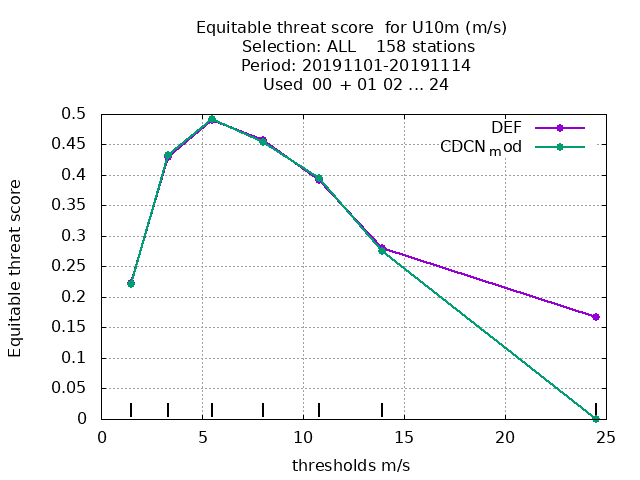 Equitable threat score  for U10m (m/s)
Selection: ALL    158 stations
Period: 20191101-20191114
Used  00  + 01 02 ... 24
DEF
CDCN_mod
Equitable threat score
0.5
0.45
0.4
0.35
0.3
0.25
0.2
0.15
0.1
0.05
0
0 5 10 15 20 25
thresholds m/s